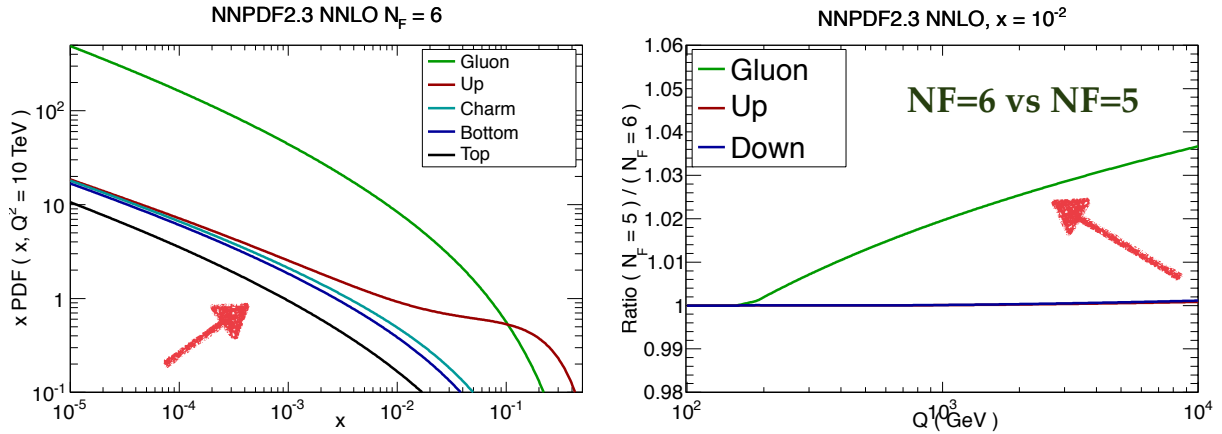 NNPDF2.3 NNLO N_F = 6
x PDF ( x, Q² = 10 TeV )
10²
10
1
10⁻¹
Gluon
Up
Charm
Bottom
Top
10⁻⁵
10⁻⁴
10⁻³
10⁻²
10⁻¹
x
NNPDF2.3 NNLO, x = 10⁻²
Ratio ( N_F = 5 ) / ( N_F = 6 )
1.06
1.05
1.04
1.03
1.02
1.01
1
0.99
0.98
Gluon
Up
Down
NF=6 vs NF=5
10²
10³
10⁴
Q ( GeV )